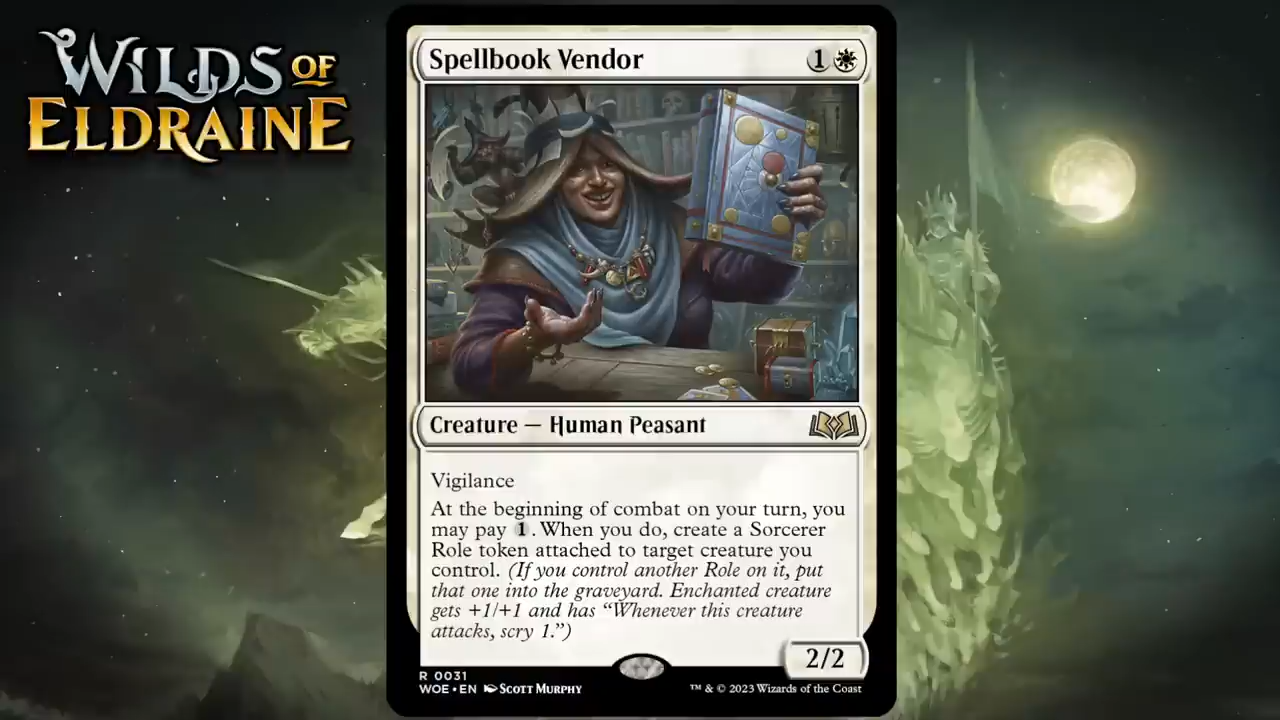 WILDS OF
ELDRAINE
Spellbook Vendor 1
Creature — Human Peasant
Vigilance
At the beginning of combat on your turn, you
may pay 1. When you do, create a Sorcerer
Role token attached to target creature you
control. (If you control another Role on it, put
that one into the graveyard. Enchanted creature
gets +1/+1 and has “Whenever this creature
attacks, scry 1.”)
2/2
R 0031
WOE • EN SCOTT MURPHY
™ & © 2023 Wizards of the Coast